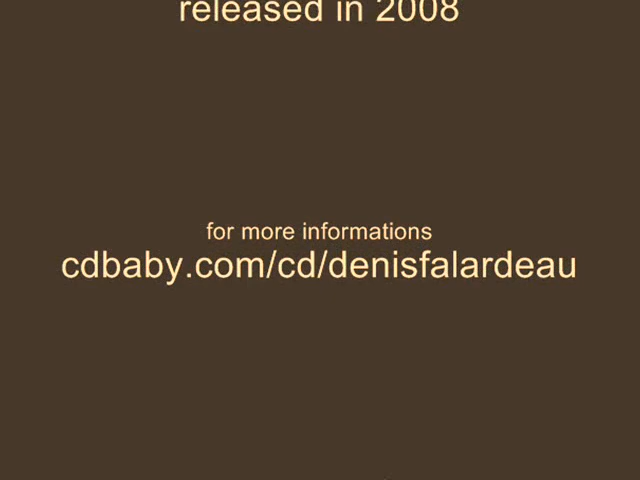 released in 2008
for more informations
cdbaby.com/cd/denisfalardeau